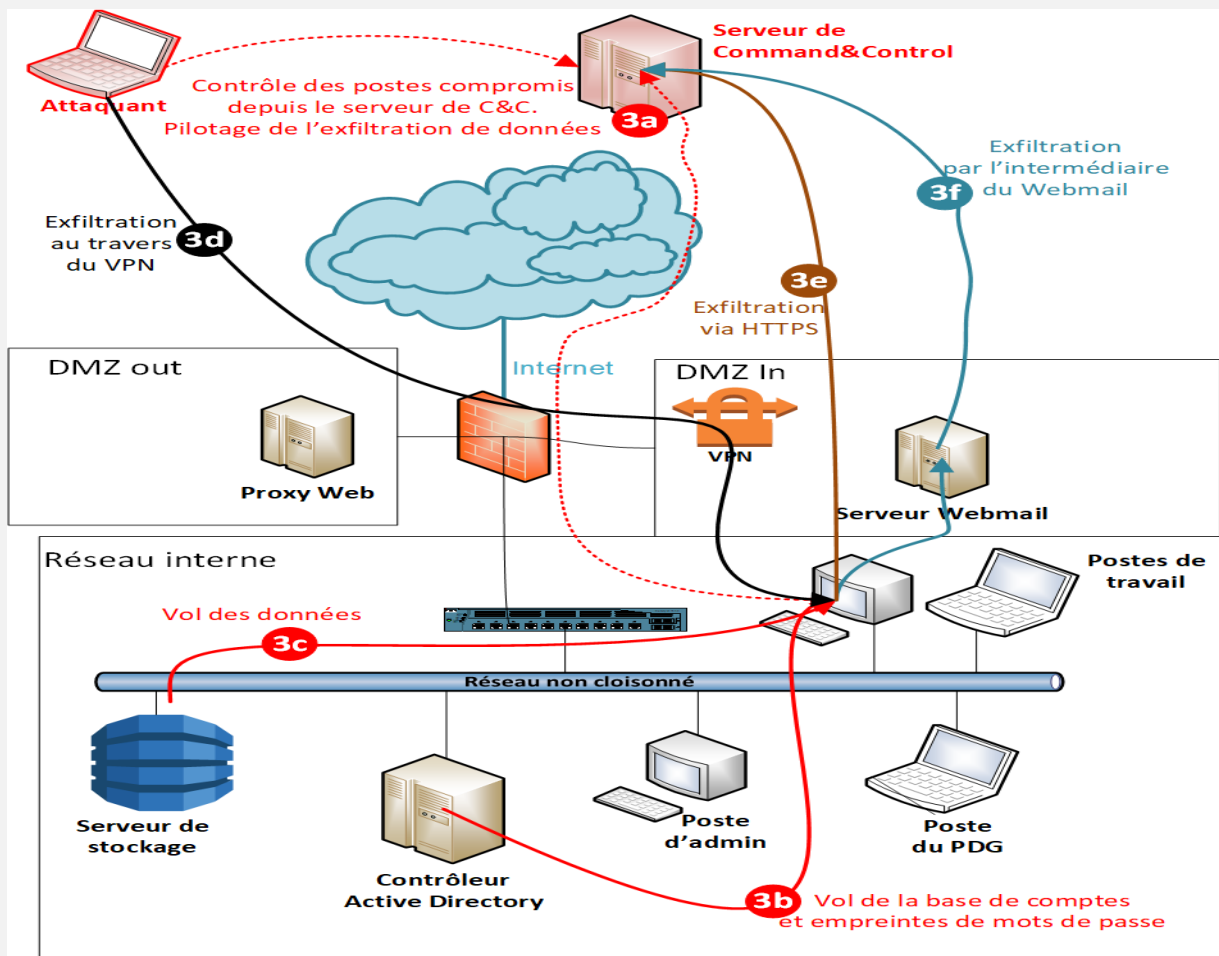 Serveur de
Command&Control
Attaquant
Contrôle des postes compromis
depuis le serveur de C&C.
Pilotage de l'exfiltration de données
3a
Exfiltration
par l'intermédiaire
du Webmail
3f
Exfiltration
au travers
du VPN
3d
3e
Exfiltration
via HTTPS
DMZ out
Internet
DMZ In
VPN
Proxy Web
Serveur Webmail
Réseau interne
Postes de
travail
Vol des données
3c
Réseau non cloisonné
Serveur de
stockage
Poste
d'admin
Poste
du PDG
Contrôleur
Active Directory
3b
Vol de la base de comptes
et empreintes de mots de passe